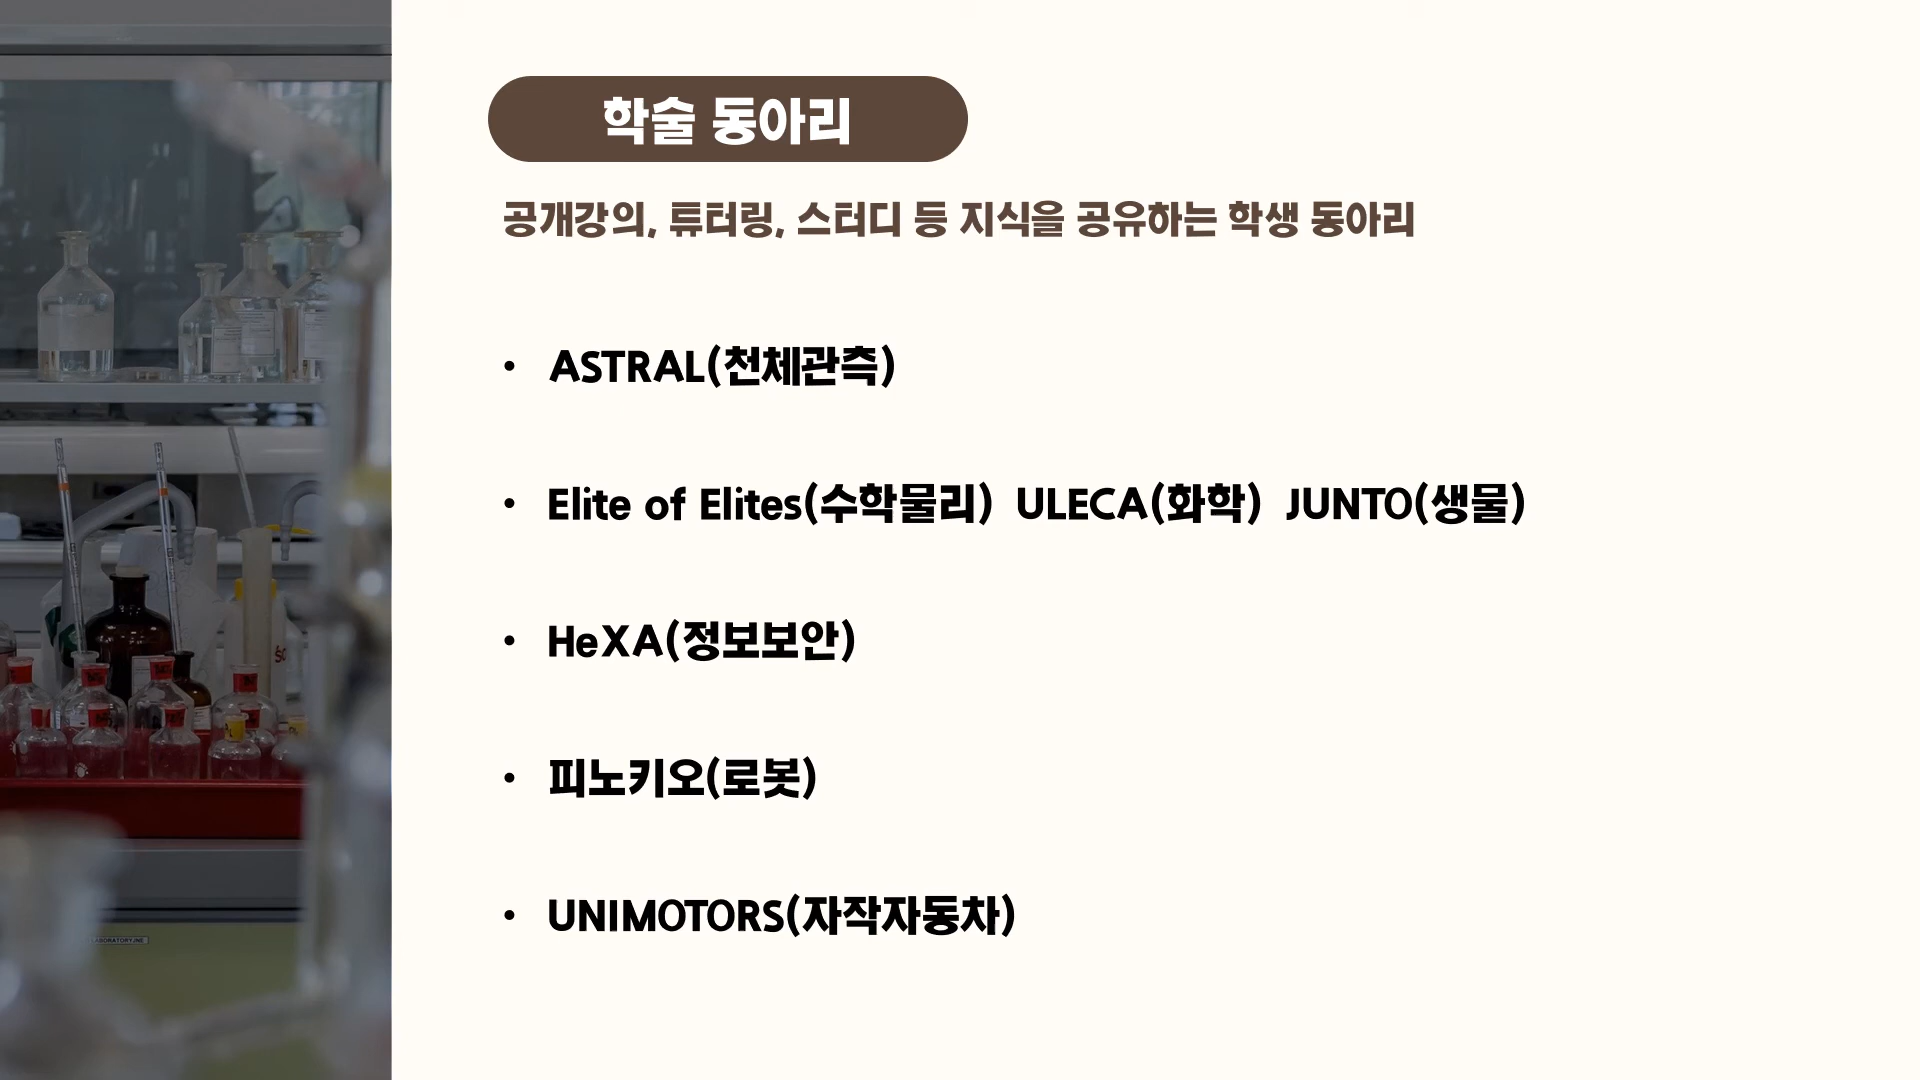 학술 동아리
공개강의, 튜터링, 스터디 등 지식을 공유하는 학생 동아리
• ASTRAL(천체관측)
• Elite of Elites(수학물리) ULECA(화학) JUNTO(생물)
• HeXA(정보보안)
• 피노키오(로봇)
• UNIMOTORS(자작자동차)